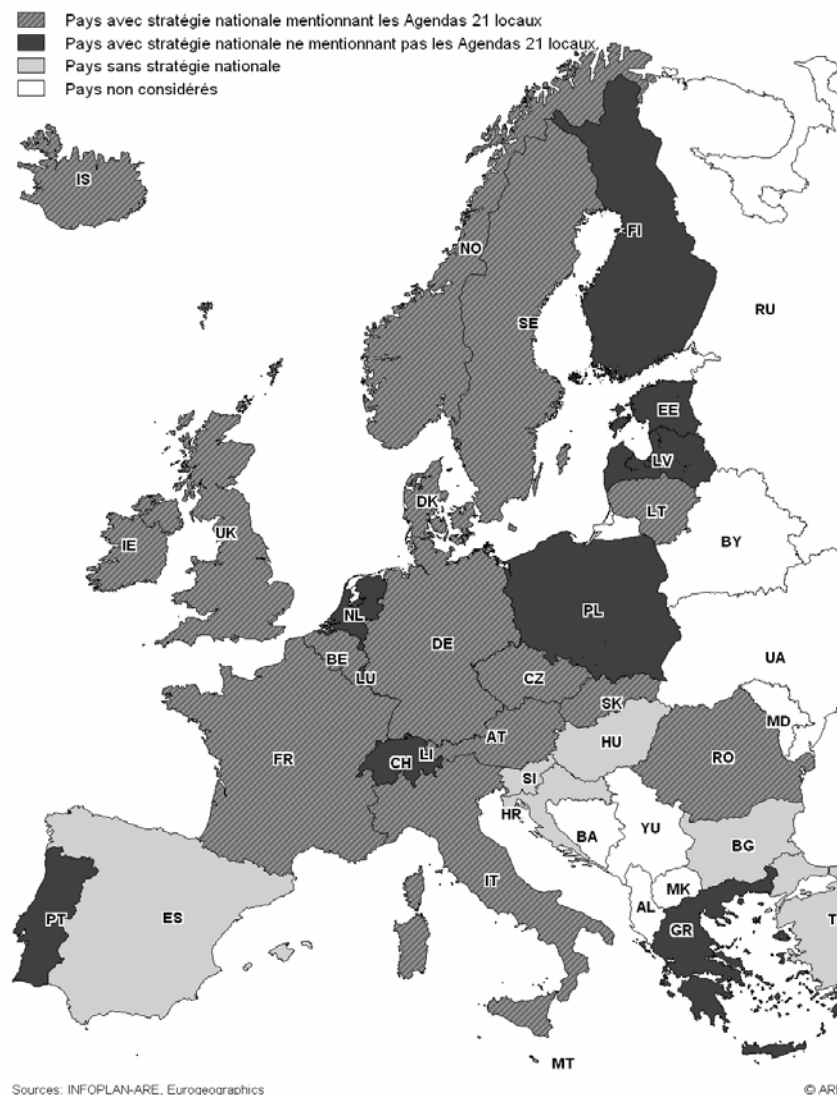 Pays avec stratégie nationale mentionnant les Agendas 21 locaux
Pays avec stratégie nationale ne mentionnant pas les Agendas 21 locaux
Pays sans stratégie nationale
Pays non considérés
IS
NO
FI
RU
SE
EE
LV
DK
LT
IE
UK
BY
NL
PL
DE
BE
UA
LU
CZ
SK
MD
AT
HU
FR
CH
LI
RO
SI
HR
BA
YU
BG
IT
MK
AL
PT
ES
GR
T
MT
Sources: INFOPLAN-ARE, Eurogeographics
© ARE